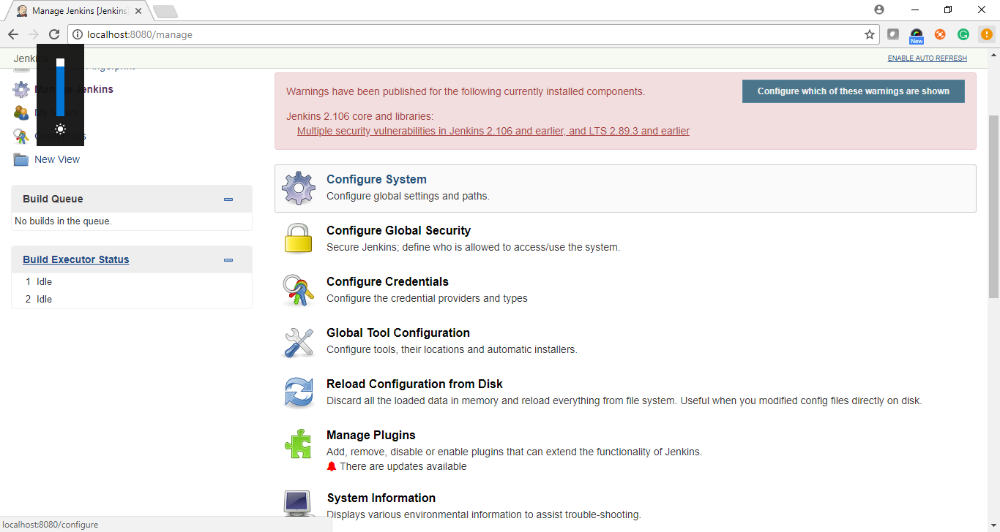 Manage Jenkins [Jenkins]
localhost:8080/manage
New
Jenkins
ENABLE AUTO REFRESH
Manage Jenkins
My Views
Credentials
New View
Build Queue
No builds in the queue.
Build Executor Status
1 Idle
2 Idle
Warnings have been published for the following currently installed components.
Configure which of these warnings are shown
Jenkins 2.106 core and libraries:
Multiple security vulnerabilities in Jenkins 2.106 and earlier, and LTS 2.89.3 and earlier
Configure System
Configure global settings and paths.
Configure Global Security
Secure Jenkins; define who is allowed to access/use the system.
Configure Credentials
Configure the credential providers and types
Global Tool Configuration
Configure tools, their locations and automatic installers.
Reload Configuration from Disk
Discard all the loaded data in memory and reload everything from file system. Useful when you modified config files directly on disk.
Manage Plugins
Add, remove, disable or enable plugins that can extend the functionality of Jenkins.
There are updates available
System Information
Displays various environmental information to assist trouble-shooting.
localhost:8080/configure